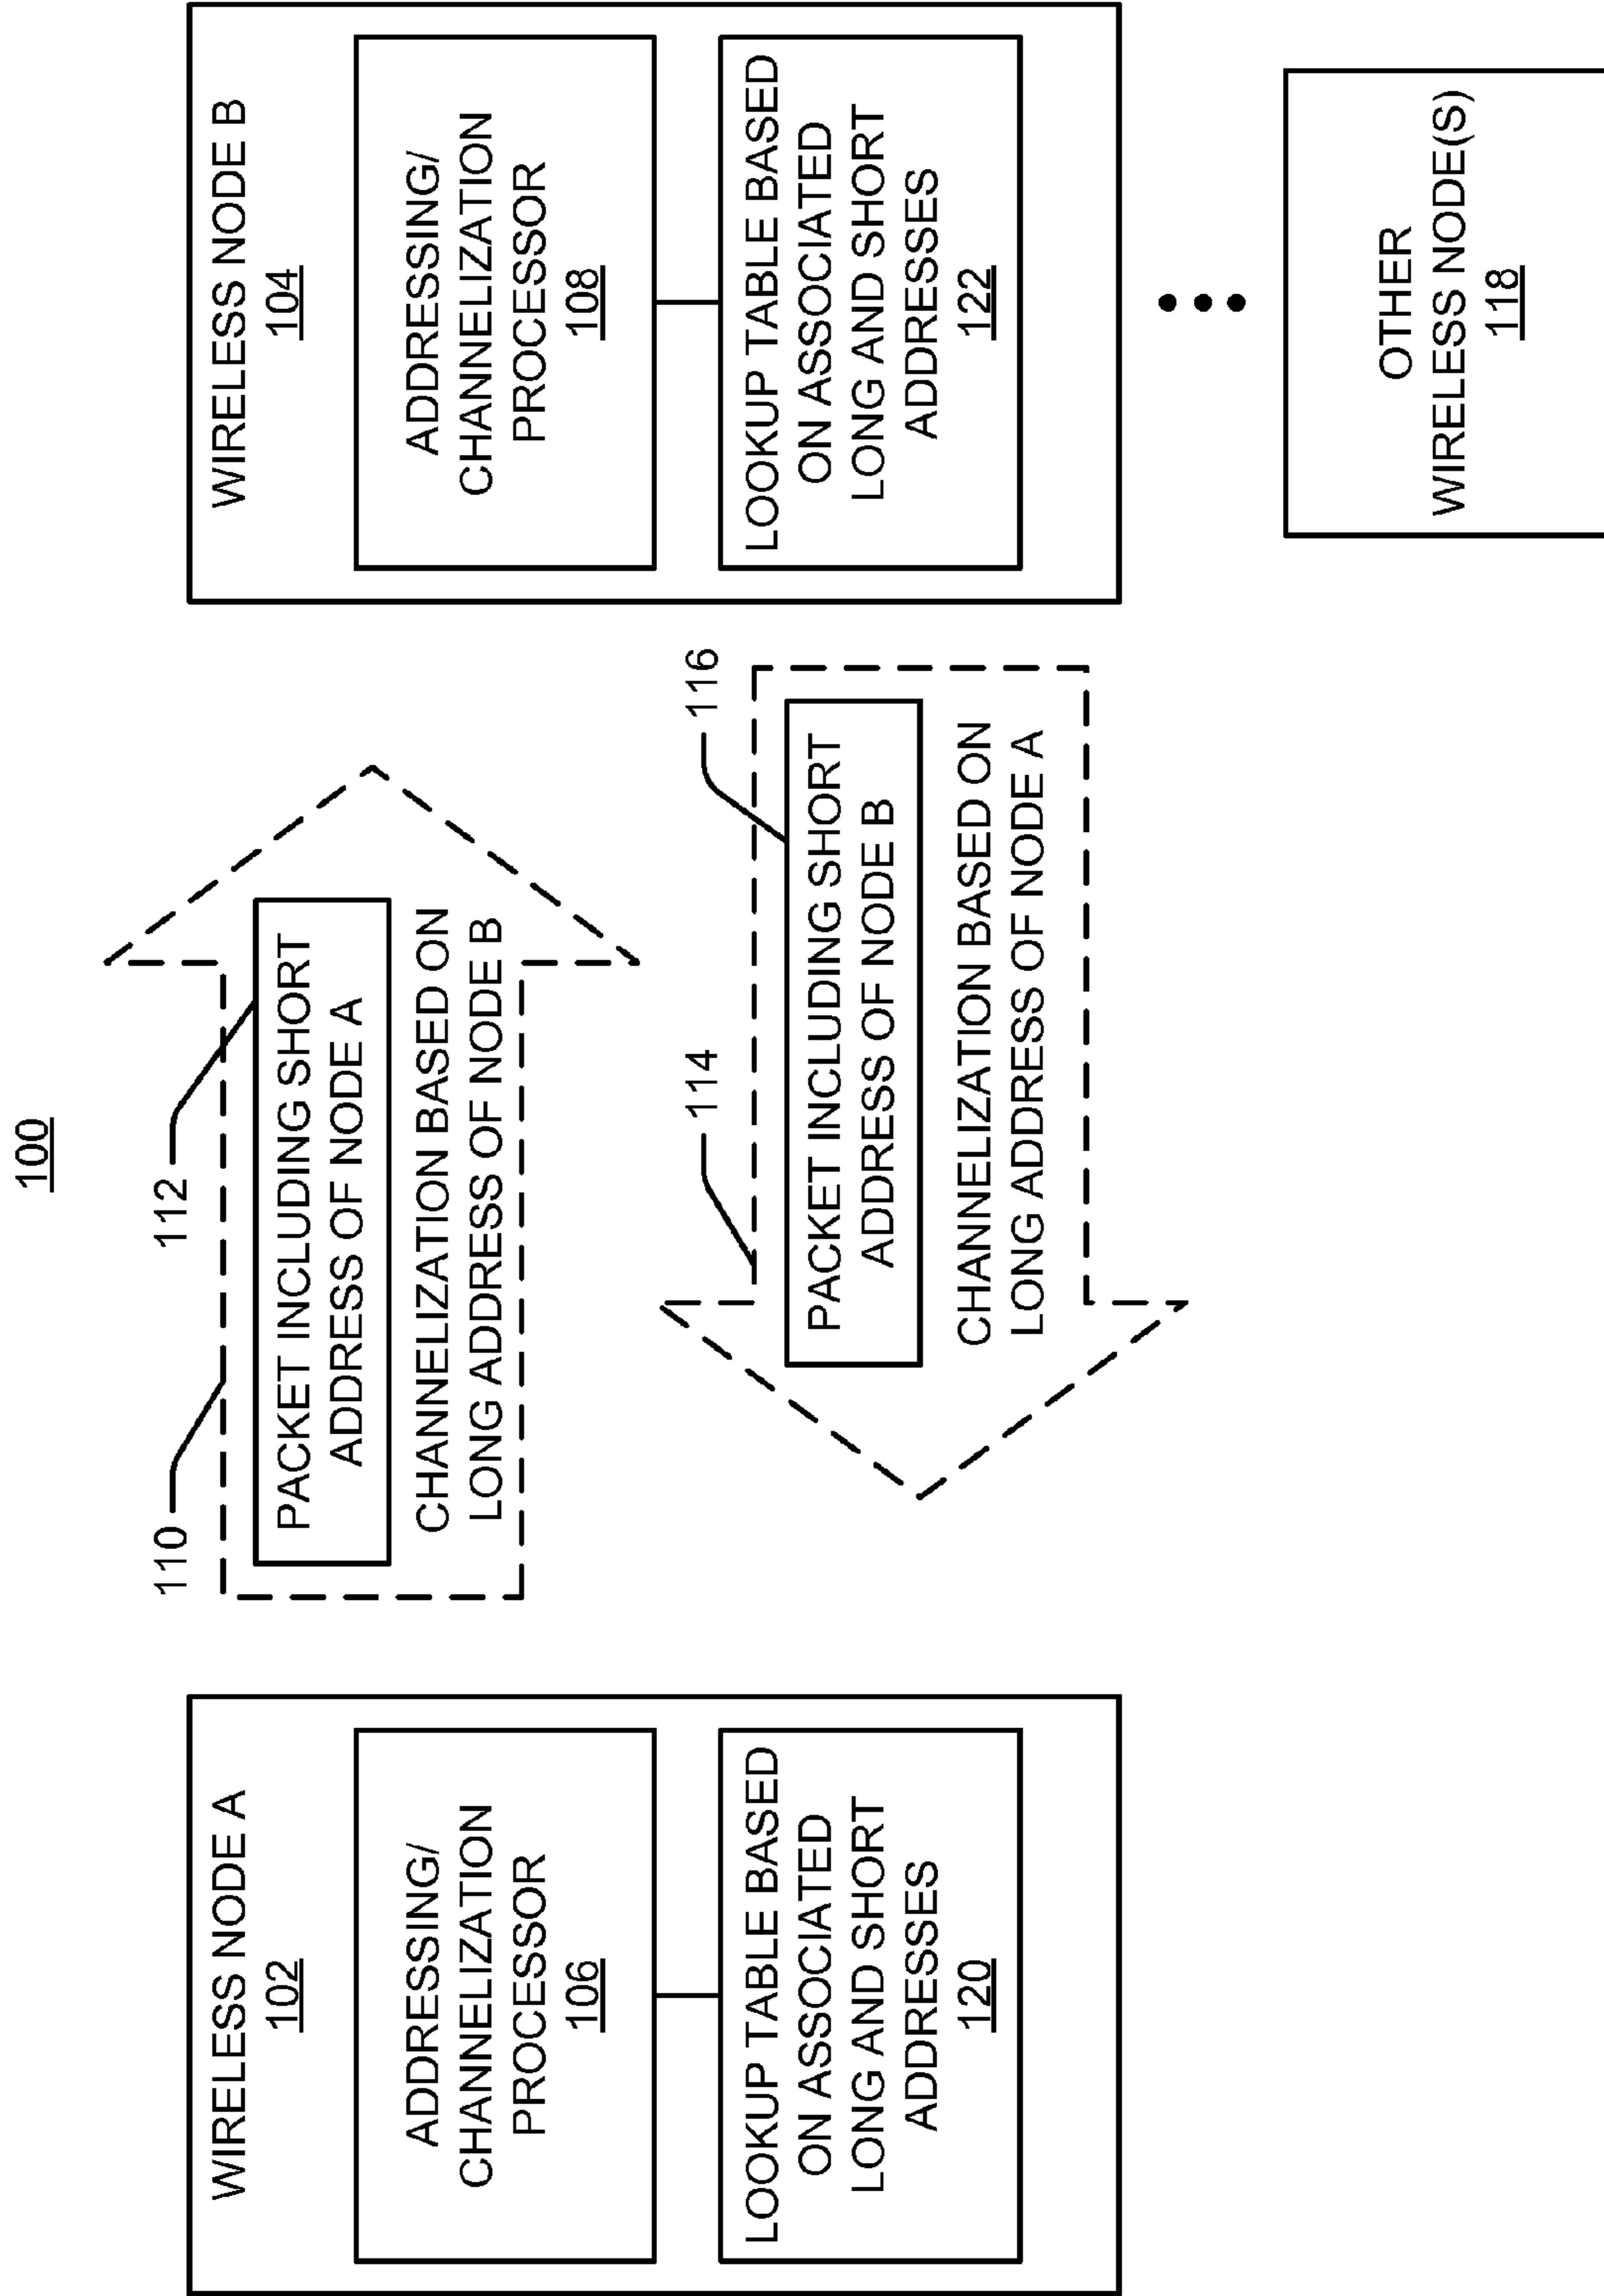 100
WIRELESS NODE A
102
ADDRESSING/
CHANNELIZATION
PROCESSOR
106
LOOKUP TABLE BASED
ON ASSOCIATED
LONG AND SHORT
ADDRESSES
120
110
112
PACKET INCLUDING SHORT
ADDRESS OF NODE A
CHANNELIZATION BASED ON
LONG ADDRESS OF NODE B
114
116
PACKET INCLUDING SHORT
ADDRESS OF NODE B
CHANNELIZATION BASED ON
LONG ADDRESS OF NODE A
WIRELESS NODE B
104
ADDRESSING/
CHANNELIZATION
PROCESSOR
108
LOOKUP TABLE BASED
ON ASSOCIATED
LONG AND SHORT
ADDRESSES
122
OTHER
WIRELESS NODE(S)
118